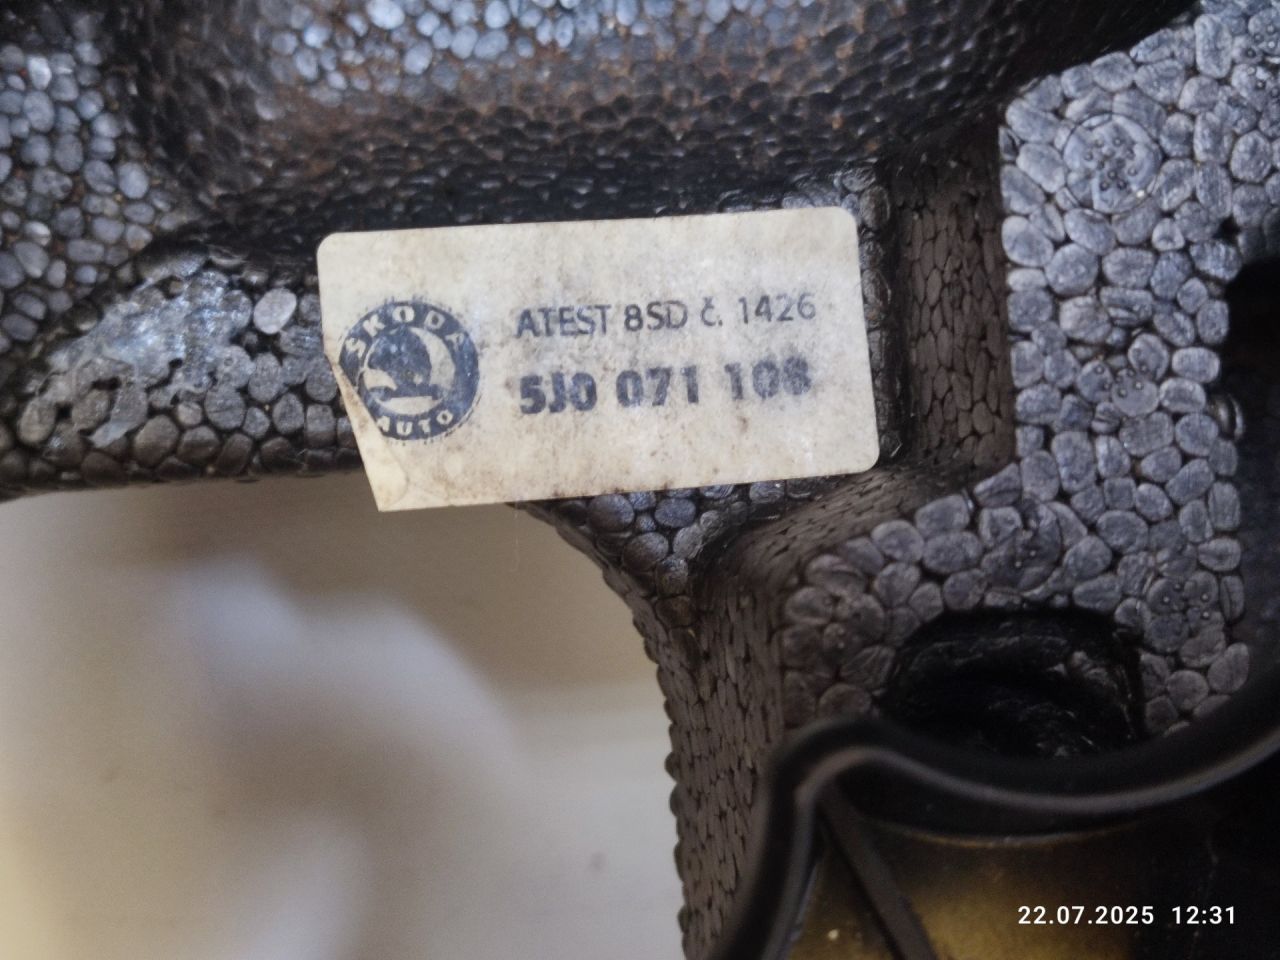 ŠKODA
AUTO
ATEST 8SD č. 1426
5J0 071 108
22.07.2025 12:31